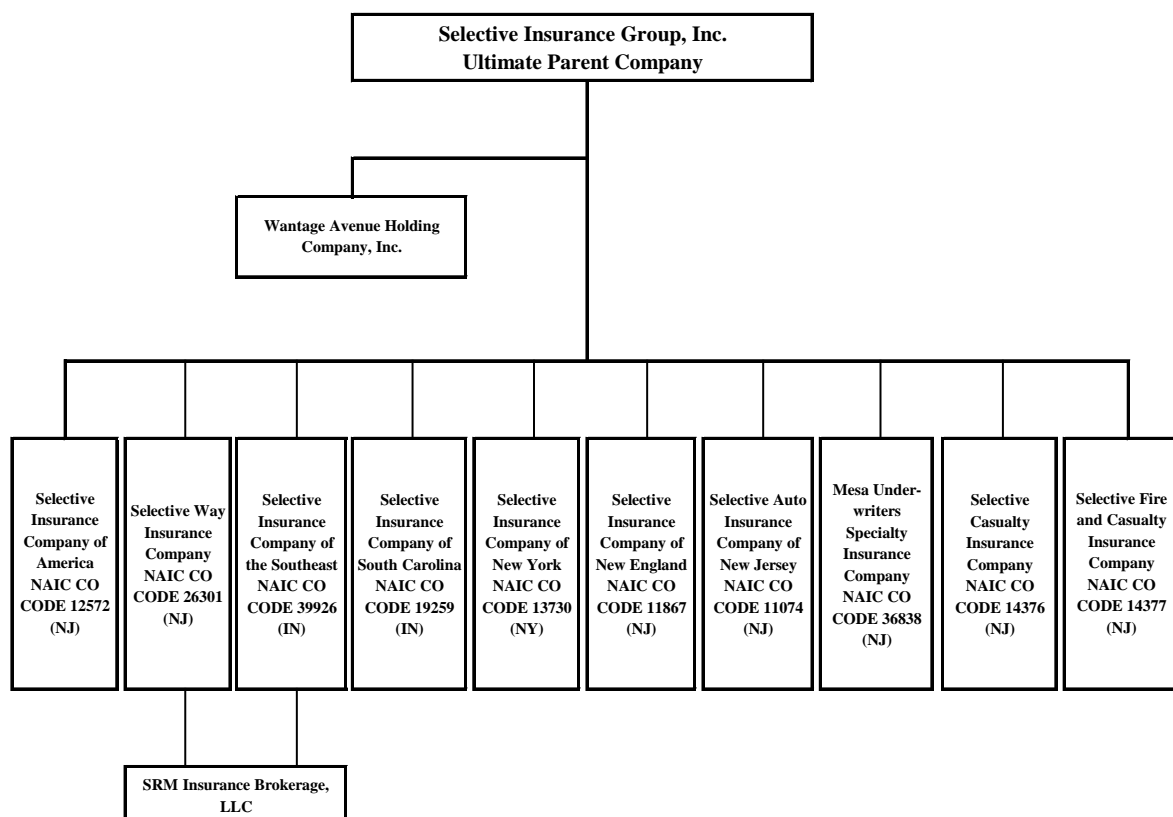 Selective Insurance Group, Inc.
Ultimate Parent Company
Wantage Avenue Holding
Company, Inc.
Selective
Insurance
Company of
America
NAIC CO
CODE 12572
(NJ)
Selective Way
Insurance
Company
NAIC CO
CODE 26301
(NJ)
Selective
Insurance
Company of
the Southeast
NAIC CO
CODE 39926
(IN)
Selective
Insurance
Company of
South Carolina
NAIC CO
CODE 19259
(IN)
Selective
Insurance
Company of
New York
NAIC CO
CODE 13730
(NY)
Selective
Insurance
Company of
New England
NAIC CO
CODE 11867
(NJ)
Selective Auto
Insurance
Company of
New Jersey
NAIC CO
CODE 11074
(NJ)
Mesa Under-
writers
Specialty
Insurance
Company
NAIC CO
CODE 36838
(NJ)
Selective
Casualty
Insurance
Company
NAIC CO
CODE 14376
(NJ)
Selective Fire
and Casualty
Insurance
Company
NAIC CO
CODE 14377
(NJ)
SRM Insurance Brokerage,
LLC